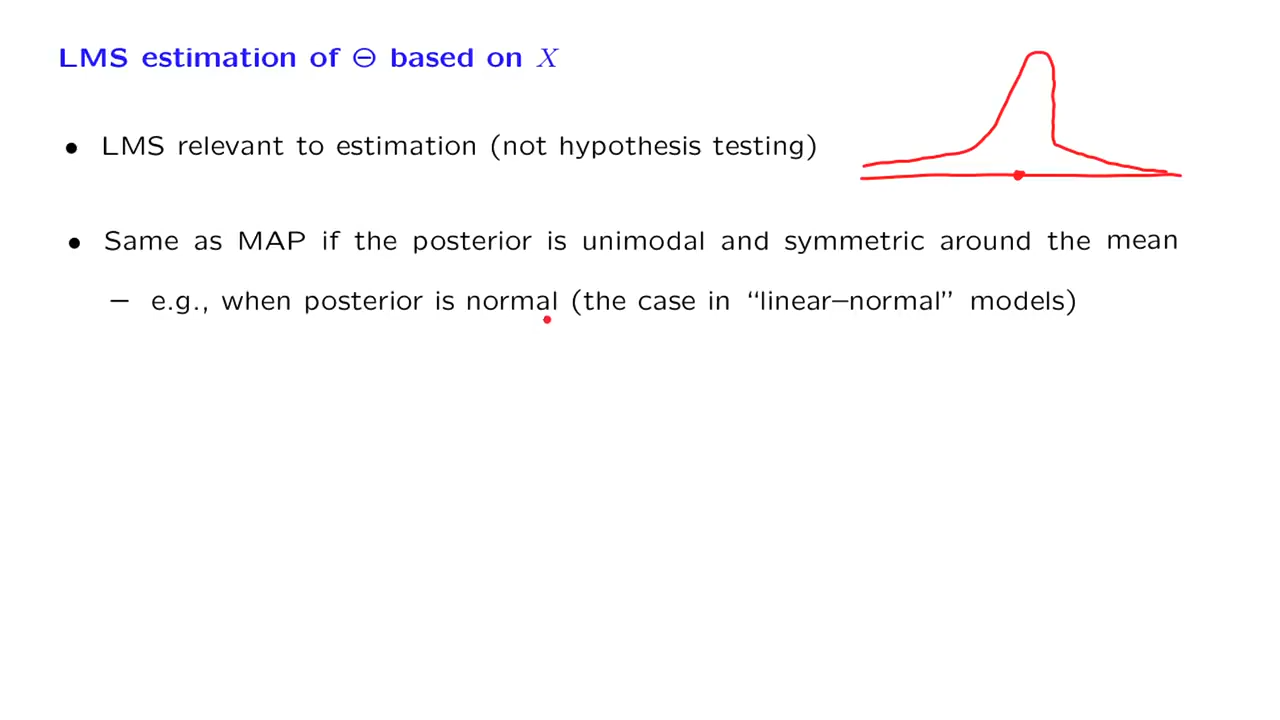 LMS estimation of Θ based on X
• LMS relevant to estimation (not hypothesis testing)
• Same as MAP if the posterior is unimodal and symmetric around the mean
– e.g., when posterior is normal (the case in “linear–normal” models)